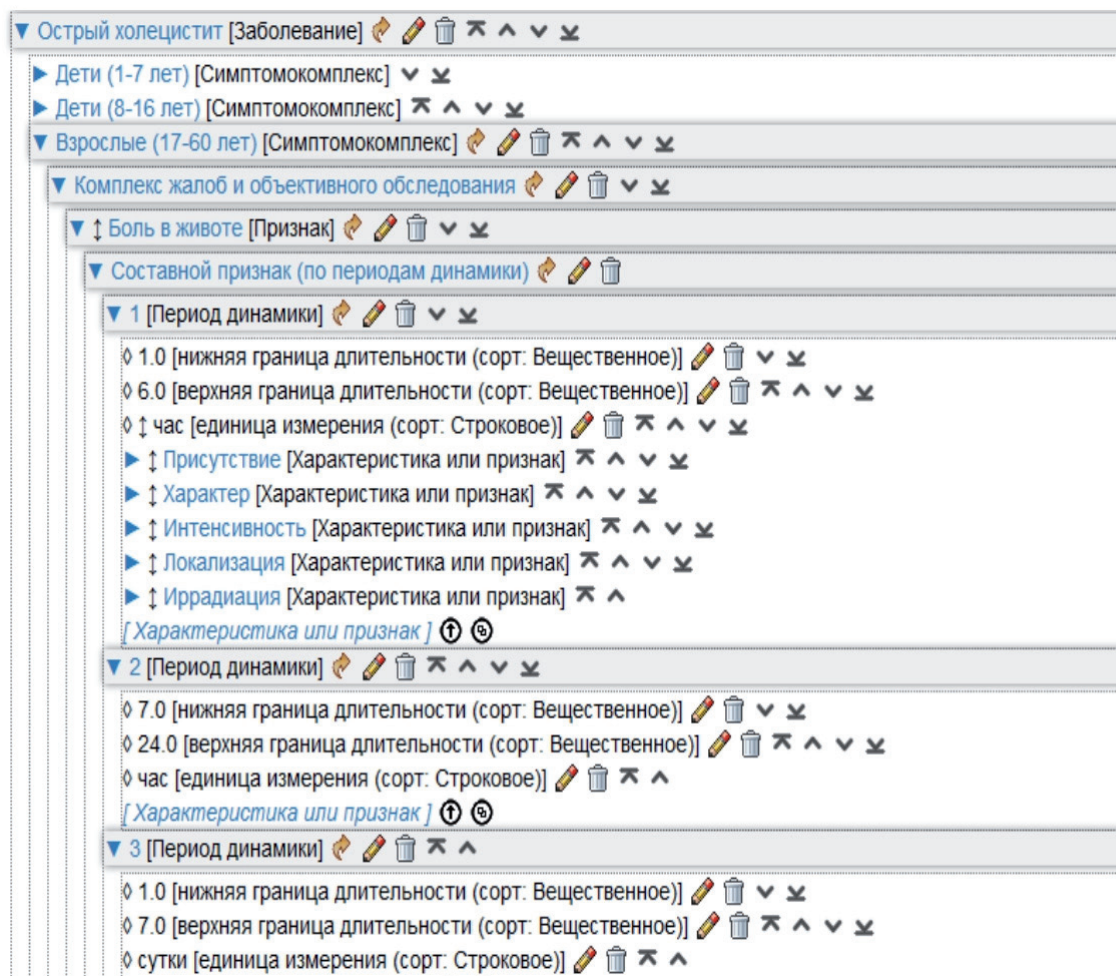 Острый холецистит [Заболевание]
Дети (1-7 лет) [Симптомокомплекс]
Дети (8-16 лет) [Симптомокомплекс]
Взрослые (17-60 лет) [Симптомокомплекс]
Комплекс жалоб и объективного обследования
↕ Боль в животе [Признак]
Составной признак (по периодам динамики)
1 [Период динамики]
◊ 1.0 [нижняя граница длительности (сорт: Вещественное)]
◊ 6.0 [верхняя граница длительности (сорт: Вещественное)]
◊ ↕ час [единица измерения (сорт: Строковое)]
↕ Присутствие [Характеристика или признак]
↕ Характер [Характеристика или признак]
↕ Интенсивность [Характеристика или признак]
↕ Локализация [Характеристика или признак]
↕ Иррадиация [Характеристика или признак]
[ Характеристика или признак ]
2 [Период динамики]
◊ 7.0 [нижняя граница длительности (сорт: Вещественное)]
◊ 24.0 [верхняя граница длительности (сорт: Вещественное)]
◊ час [единица измерения (сорт: Строковое)]
[ Характеристика или признак ]
3 [Период динамики]
◊ 1.0 [нижняя граница длительности (сорт: Вещественное)]
◊ 7.0 [верхняя граница длительности (сорт: Вещественное)]
◊ сутки [единица измерения (сорт: Строковое)]